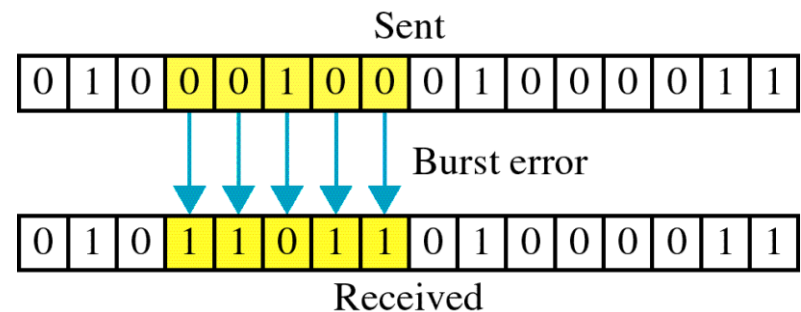 Sent
0 1 0 0 0 1 0 0 0 1 0 0 0 0 1 1
Burst error
0 1 0 1 1 0 1 1 0 1 0 0 0 0 1 1
Received